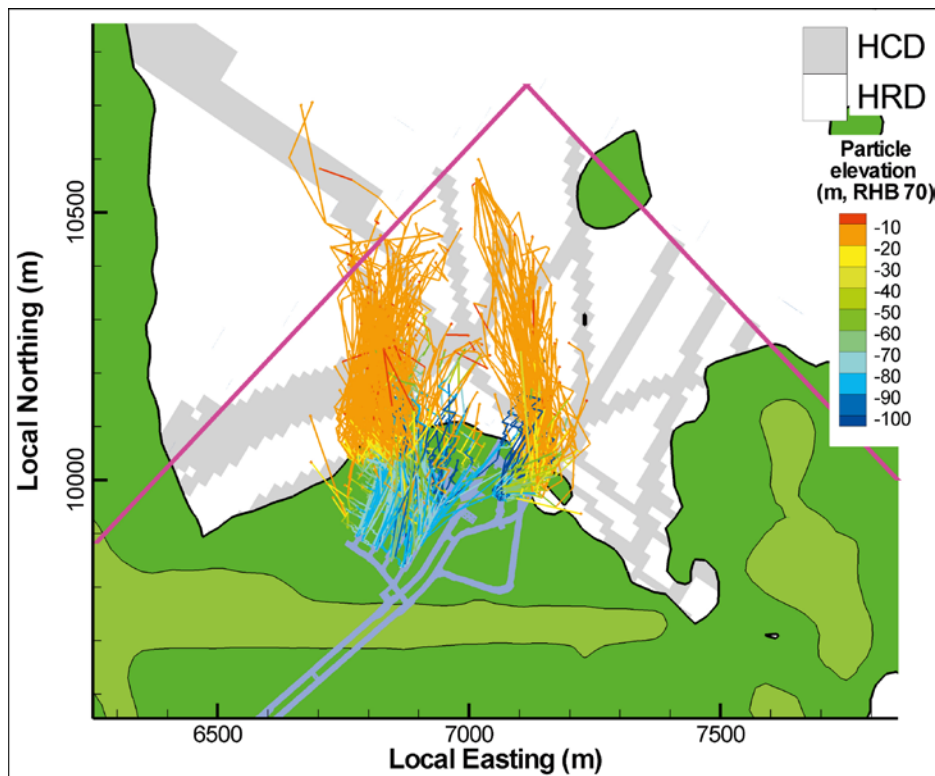 HCD
HRD
Particle
elevation
(m, RHB 70)
-10
-20
-30
-40
-50
-60
-70
-80
-90
-100
10500
10000
Local Northing (m)
6500
7000
7500
Local Easting (m)